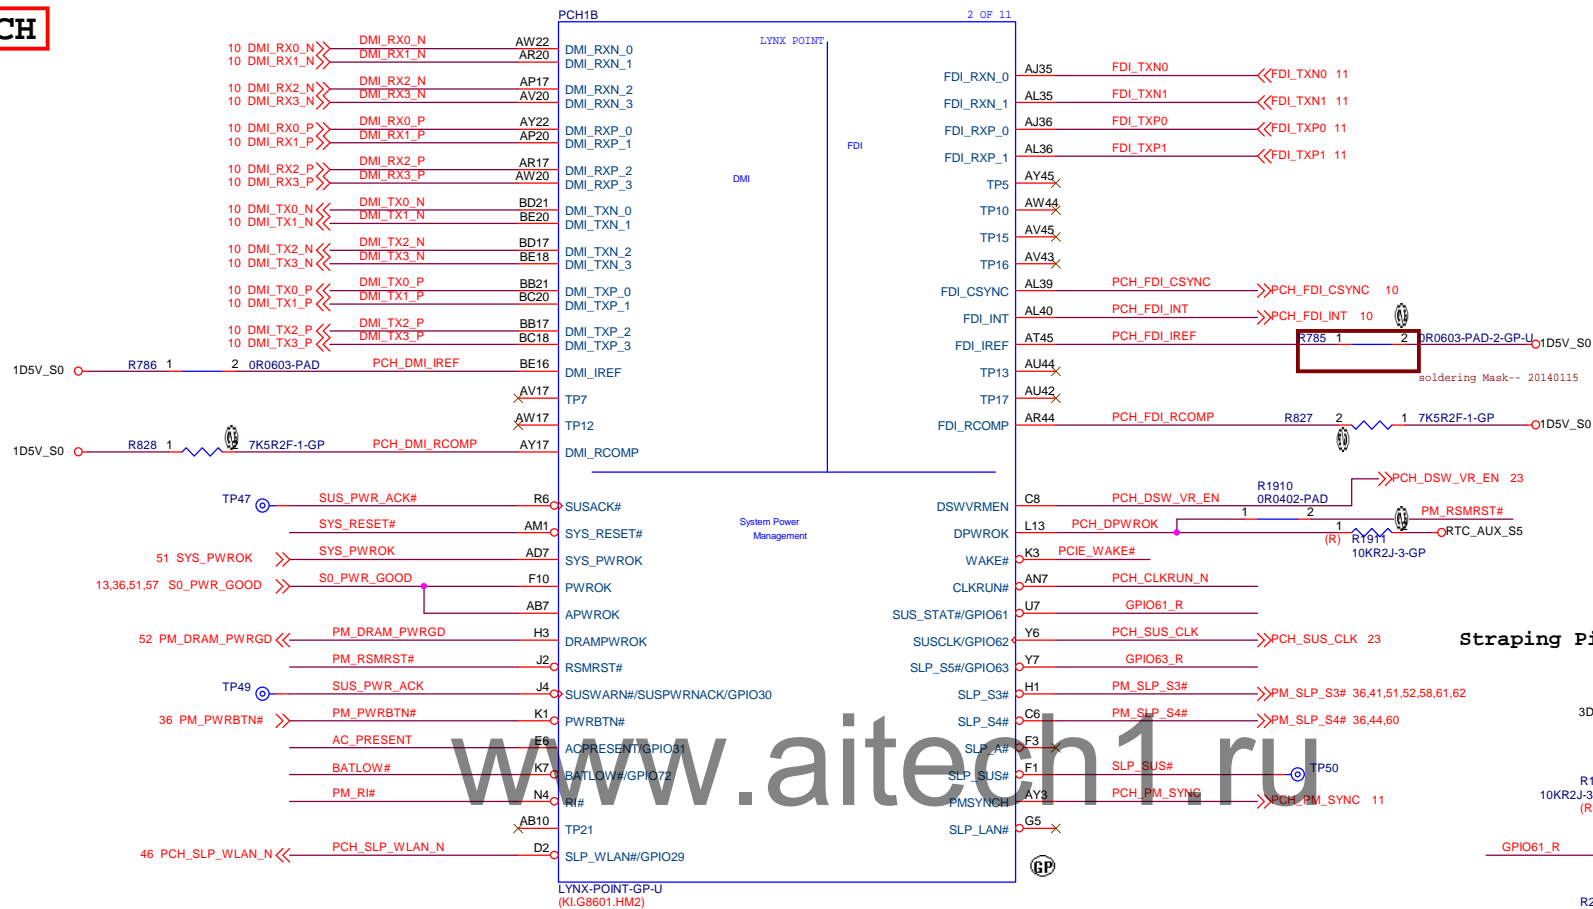 CH
PCH1B 2 OF 11
LYNX POINT
DMI
FDI
System Power
Management
10 DMI_RX0_N DMI_RX0_N AW22 DMI_RXN_0
10 DMI_RX1_N DMI_RX1_N AR20 DMI_RXN_1
10 DMI_RX2_N DMI_RX2_N AP17 DMI_RXN_2
10 DMI_RX3_N DMI_RX3_N AV20 DMI_RXN_3
10 DMI_RX0_P DMI_RX0_P AY22 DMI_RXP_0
10 DMI_RX1_P DMI_RX1_P AP20 DMI_RXP_1
10 DMI_RX2_P DMI_RX2_P AR17 DMI_RXP_2
10 DMI_RX3_P DMI_RX3_P AW20 DMI_RXP_3
10 DMI_TX0_N DMI_TX0_N BD21 DMI_TXN_0
10 DMI_TX1_N DMI_TX1_N BE20 DMI_TXN_1
10 DMI_TX2_N DMI_TX2_N BD17 DMI_TXN_2
10 DMI_TX3_N DMI_TX3_N BE18 DMI_TXN_3
10 DMI_TX0_P DMI_TX0_P BB21 DMI_TXP_0
10 DMI_TX1_P DMI_TX1_P BC20 DMI_TXP_1
10 DMI_TX2_P DMI_TX2_P BB17 DMI_TXP_2
10 DMI_TX3_P DMI_TX3_P BC18 DMI_TXP_3
1D5V_S0 R786 1 2 0R0603-PAD PCH_DMI_IREF BE16 DMI_IREF
AV17 TP7
AW17 TP12
1D5V_S0 R828 1 2 7K5R2F-1-GP PCH_DMI_RCOMP AY17 DMI_RCOMP
TP47 SUS_PWR_ACK# R6 SUSACK#
SYS_RESET# AM1 SYS_RESET#
51 SYS_PWROK SYS_PWROK AD7 SYS_PWROK
13,36,51,57 S0_PWR_GOOD S0_PWR_GOOD F10 PWROK
AB7 APWROK
52 PM_DRAM_PWRGD PM_DRAM_PWRGD H3 DRAMPWROK
PM_RSMRST# J2 RSMRST#
TP49 SUS_PWR_ACK J4 SUSWARN#/SUSPWRNACK/GPIO30
36 PM_PWRBTN# PM_PWRBTN# K1 PWRBTN#
AC_PRESENT E6 ACPRESENT/GPIO31
BATLOW# K7 BATLOW#/GPIO72
PM_RI# N4 RI#
AB10 TP21
46 PCH_SLP_WLAN_N PCH_SLP_WLAN_N D2 SLP_WLAN#/GPIO29
FDI_RXN_0 AJ35 FDI_TXN0 FDI_TXN0 11
FDI_RXN_1 AL35 FDI_TXN1 FDI_TXN1 11
FDI_RXP_0 AJ36 FDI_TXP0 FDI_TXP0 11
FDI_RXP_1 AL36 FDI_TXP1 FDI_TXP1 11
TP5 AY45
TP10 AW44
TP15 AV45
TP16 AV43
FDI_CSYNC AL39 PCH_FDI_CSYNC PCH_FDI_CSYNC 10
FDI_INT AL40 PCH_FDI_INT PCH_FDI_INT 10
FDI_IREF AT45 PCH_FDI_IREF R785 1 2 0R0603-PAD-2-GP-U 1D5V_S0
TP13 AU44
soldering Mask-- 20140115
TP17 AU42
FDI_RCOMP AR44 PCH_FDI_RCOMP R827 2 1 7K5R2F-1-GP 1D5V_S0
DSWVRMEN C8 PCH_DSW_VR_EN PCH_DSW_VR_EN 23
R1910
0R0402-PAD
1 2 PM_RSMRST#
DPWROK L13 PCH_DPWROK 1 2 RTC_AUX_S5
(R) R1911
10KR2J-3-GP
WAKE# K3 PCIE_WAKE#
CLKRUN# AN7 PCH_CLKRUN_N
SUS_STAT#/GPIO61 U7 GPIO61_R
SUSCLK/GPIO62 Y6 PCH_SUS_CLK PCH_SUS_CLK 23
SLP_S5#/GPIO63 Y7 GPIO63_R
SLP_S3# H1 PM_SLP_S3# PM_SLP_S3# 36,41,51,52,58,61,62
SLP_S4# C6 PM_SLP_S4# PM_SLP_S4# 36,44,60
SLP_A# F3
SLP_SUS# F1 SLP_SUS# TP50
PMSYNCH AY3 PCH_PM_SYNC PCH_PM_SYNC 11
SLP_LAN# G5
GP
LYNX-POINT-GP-U
(KI.G8601.HM2)
Straping Pi
3D
R1
10KR2J-3
(R
GPIO61_R
R2
www.aitech1.ru